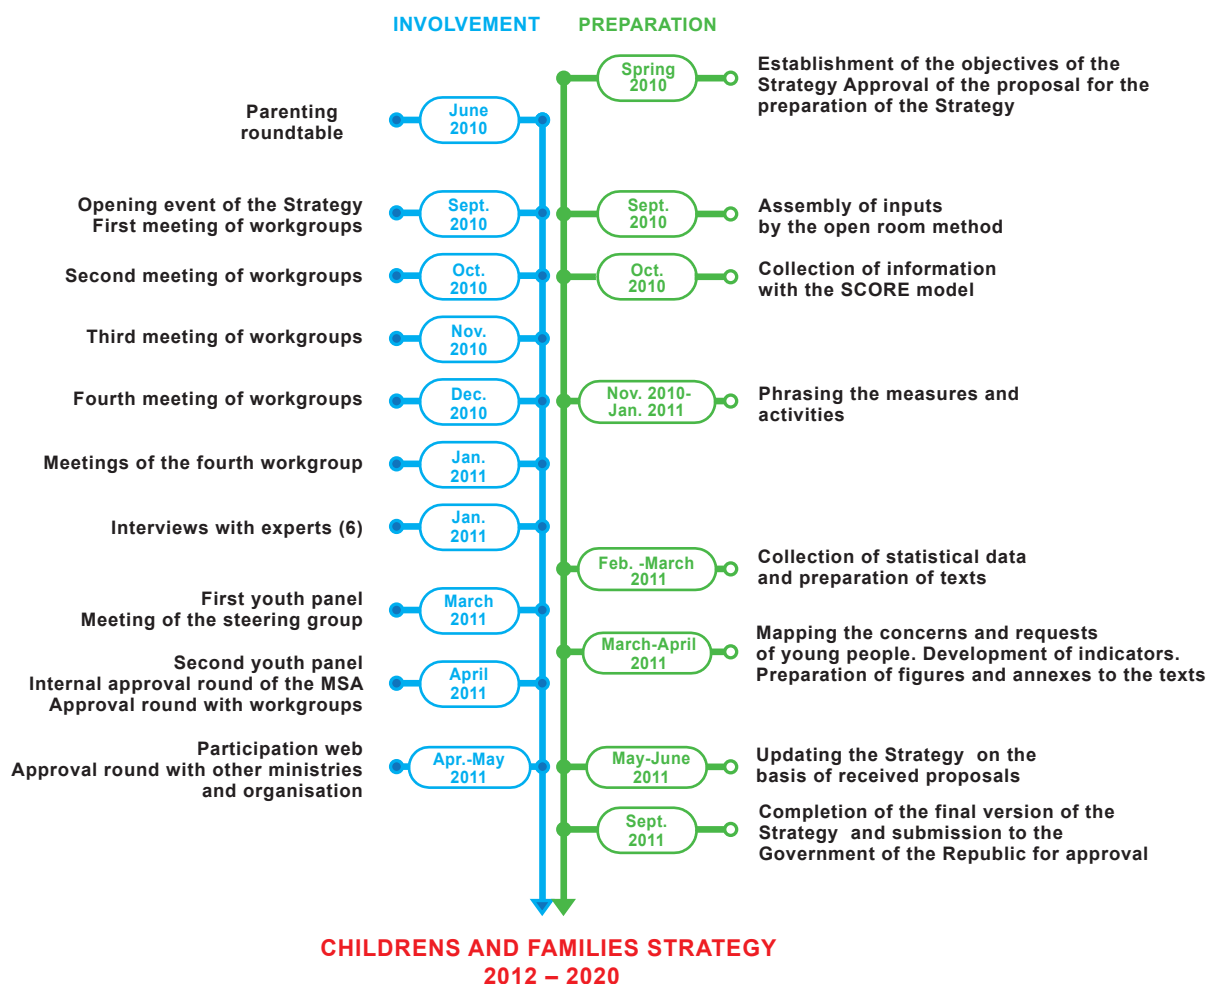 INVOLVEMENT
PREPARATION
Spring
2010
Establishment of the objectives of the
Strategy Approval of the proposal for the
preparation of the Strategy
Parenting
roundtable
June
2010
Opening event of the Strategy
First meeting of workgroups
Sept.
2010
Sept.
2010
Assembly of inputs
by the open room method
Second meeting of workgroups
Oct.
2010
Oct.
2010
Collection of information
with the SCORE model
Third meeting of workgroups
Nov.
2010
Fourth meeting of workgroups
Dec.
2010
Nov. 2010-
Jan. 2011
Phrasing the measures and
activities
Meetings of the fourth workgroup
Jan.
2011
Interviews with experts (6)
Jan.
2011
Feb. -March
2011
Collection of statistical data
and preparation of texts
First youth panel
Meeting of the steering group
March
2011
March-April
2011
Mapping the concerns and requests
of young people. Development of indicators.
Preparation of figures and annexes to the texts
Second youth panel
Internal approval round of the MSA
Approval round with workgroups
April
2011
Participation web
Approval round with other ministries
and organisation
Apr.-May
2011
May-June
2011
Updating the Strategy  on the
basis of received proposals
Sept.
2011
Completion of the final version of the
Strategy  and submission to the
Government of the Republic for approval
CHILDRENS AND FAMILIES STRATEGY
2012 – 2020